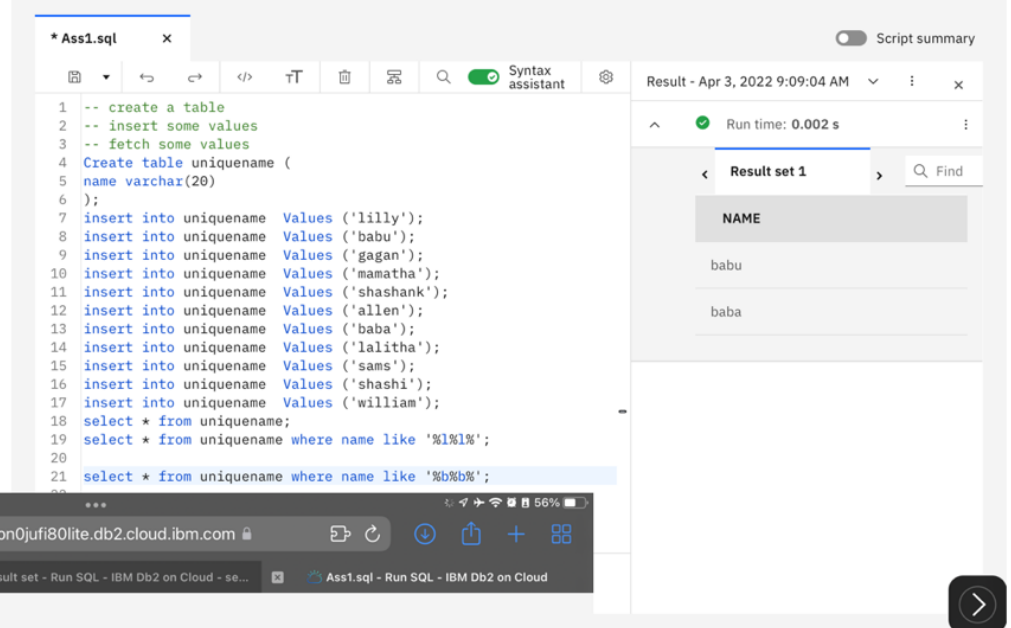 * Ass1.sql
Script summary
Syntax assistant
Result - Apr 3, 2022 9:09:04 AM
Run time: 0.002 s
Result set 1
Find
NAME
babu
baba
1 -- create a table
2 -- insert some values
3 -- fetch some values
4 Create table uniquename (
5 name varchar(20)
6 );
7 insert into uniquename  Values ('lilly');
8 insert into uniquename  Values ('babu');
9 insert into uniquename  Values ('gagan');
10 insert into uniquename  Values ('mamatha');
11 insert into uniquename  Values ('shashank');
12 insert into uniquename  Values ('allen');
13 insert into uniquename  Values ('baba');
14 insert into uniquename  Values ('lalitha');
15 insert into uniquename  Values ('sams');
16 insert into uniquename  Values ('shashi');
17 insert into uniquename  Values ('william');
18 select * from uniquename;
19 select * from uniquename where name like '%l%l%';
20
21 select * from uniquename where name like '%b%b%';
56%
on0jufi80lite.db2.cloud.ibm.com
sult set - Run SQL - IBM Db2 on Cloud - se...
Ass1.sql - Run SQL - IBM Db2 on Cloud